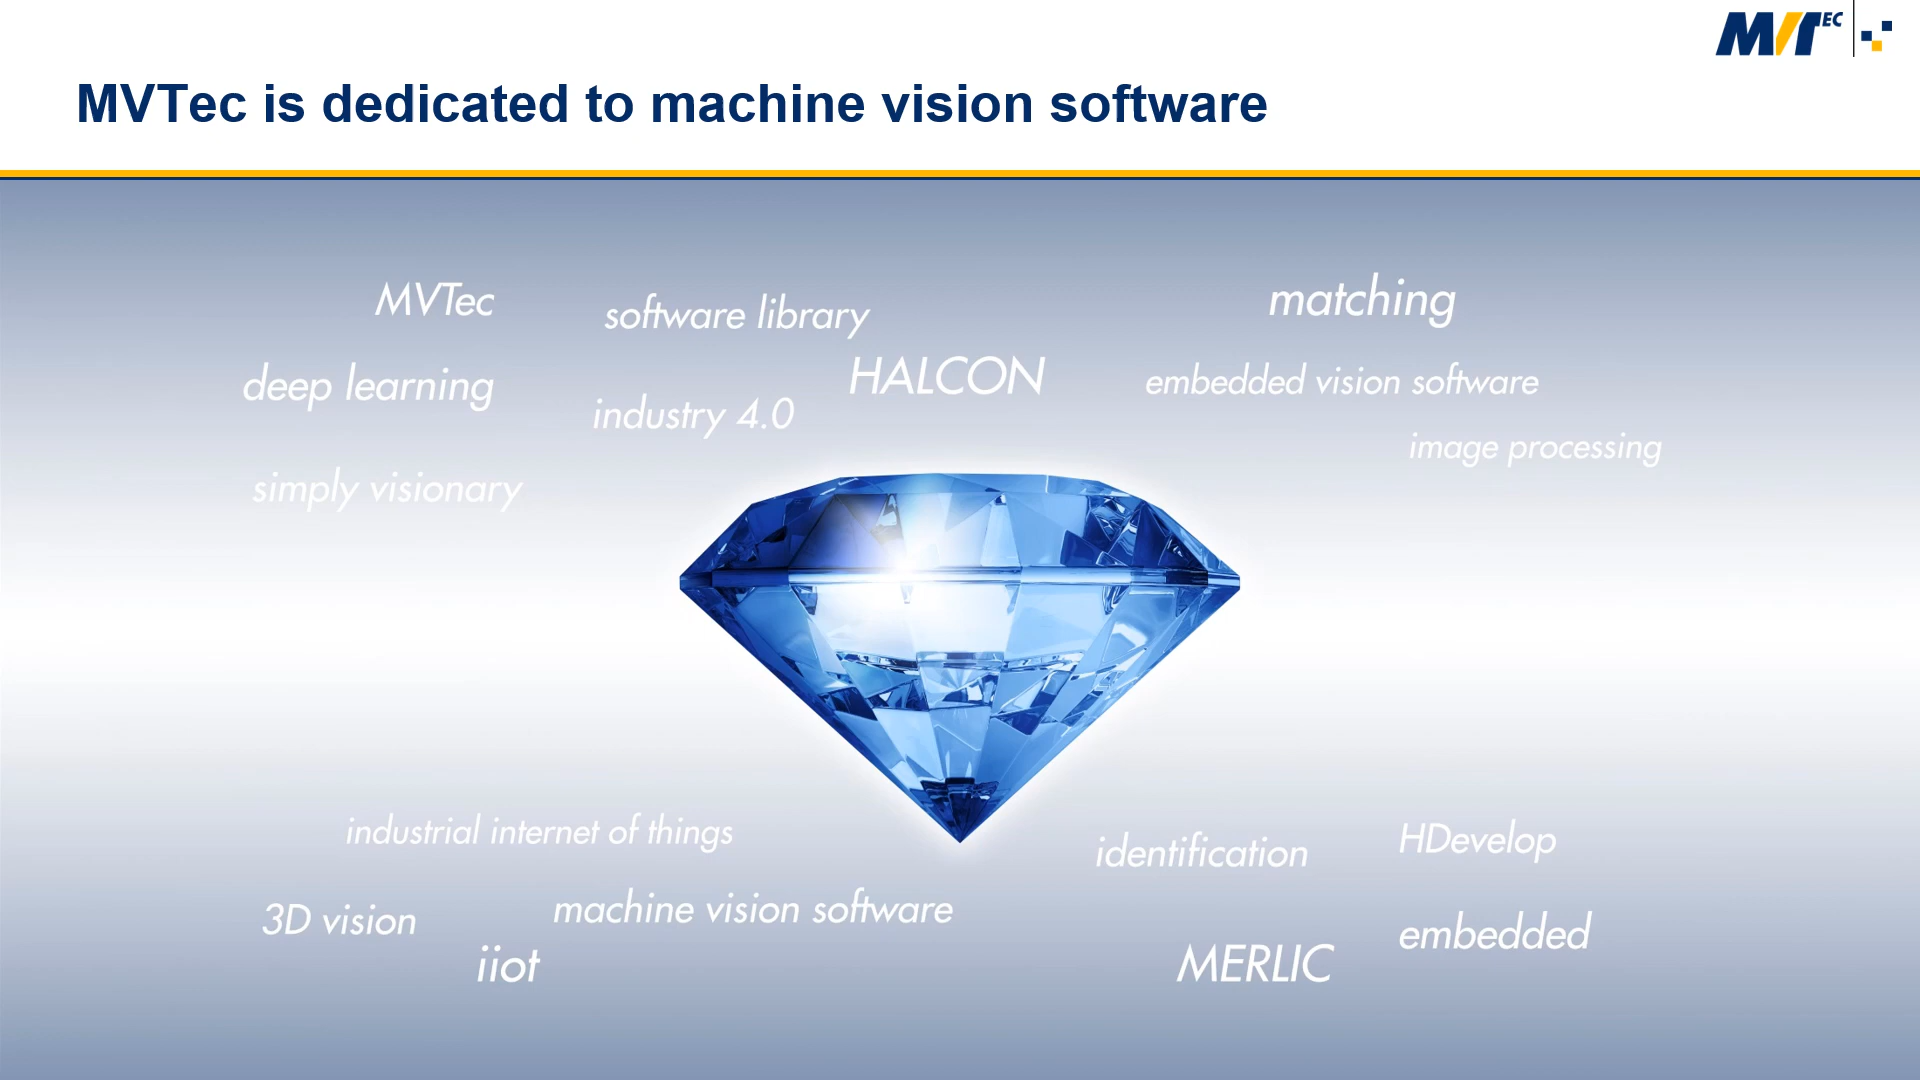 MVTEC
MVTec is dedicated to machine vision software
MVTec
software library
matching
deep learning
industry 4.0
HALCON
embedded vision software
image processing
simply visionary
industrial internet of things
identification
HDevelop
3D vision
machine vision software
embedded
iiot
MERLIC